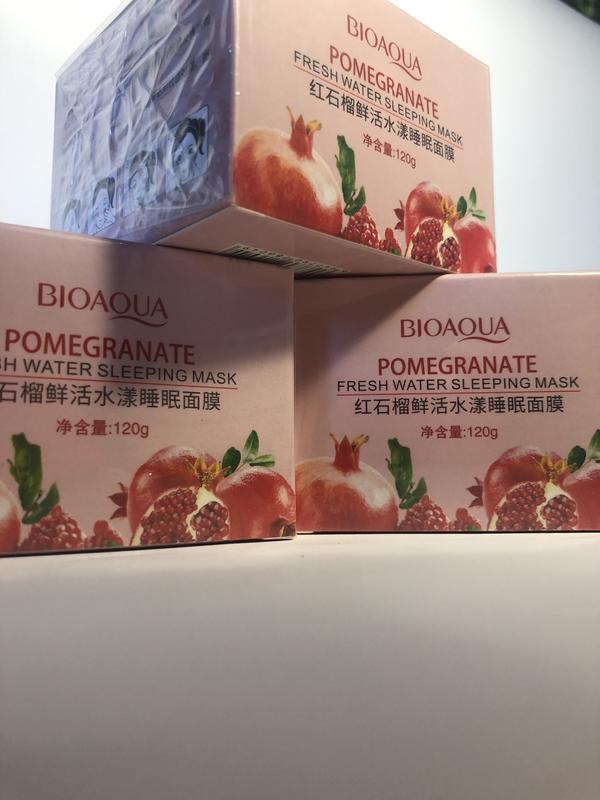 BIOAQUA
POMEGRANATE
FRESH WATER SLEEPING MASK
红石榴鲜活水漾睡眠面膜
净含量:120g
BIOAQUA
POMEGRANATE
SH WATER SLEEPING MASK
石榴鲜活水漾睡眠面膜
净含量:120g
BIOAQUA
POMEGRANATE
FRESH WATER SLEEPING MASK
红石榴鲜活水漾睡眠面膜
净含量:120g